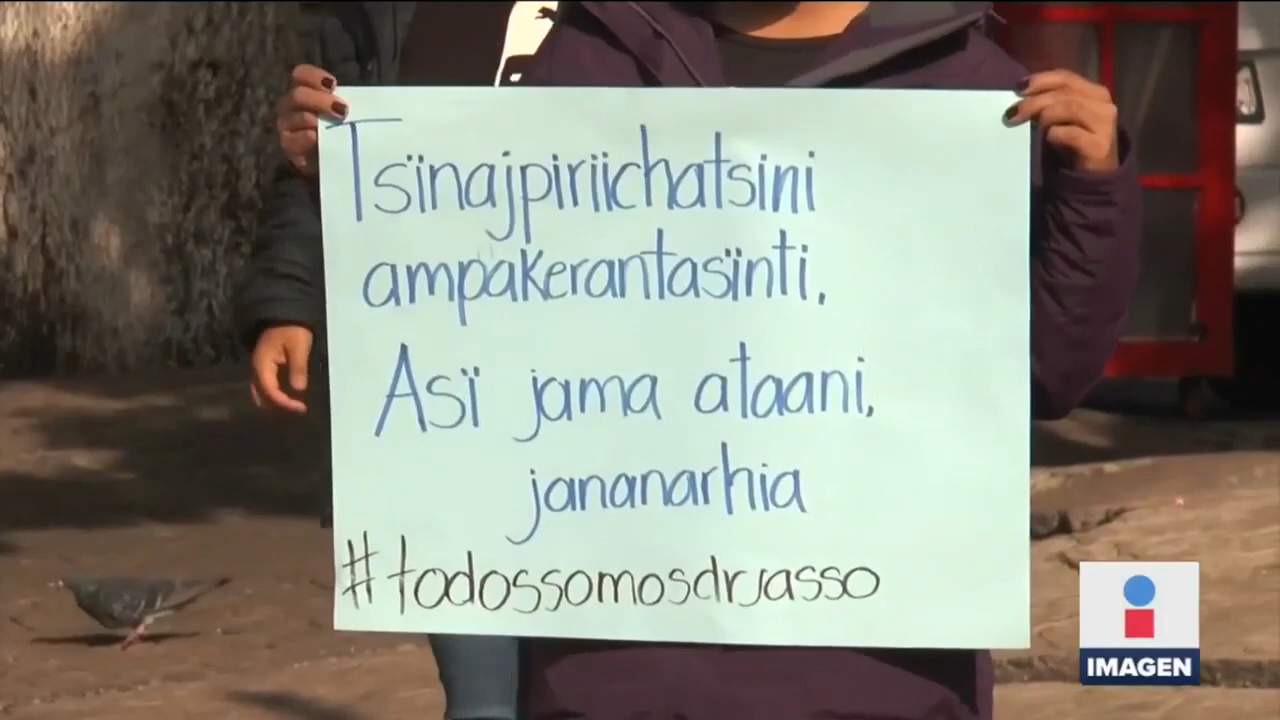 Tsïnajpiriichatsini
ampakerantasïnti.
Asï jama ataani,
jananarhia
#todossomosdrjasso
IMAGEN